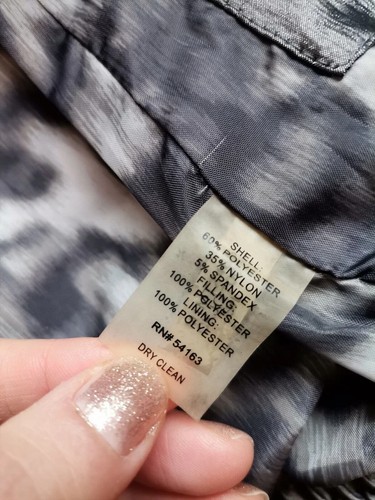 SHELL:
60% POLYESTER
35% NYLON
5% SPANDEX
FILLING:
100% POLYESTER
LINING:
100% POLYESTER
RN# 54163
DRY CLEAN